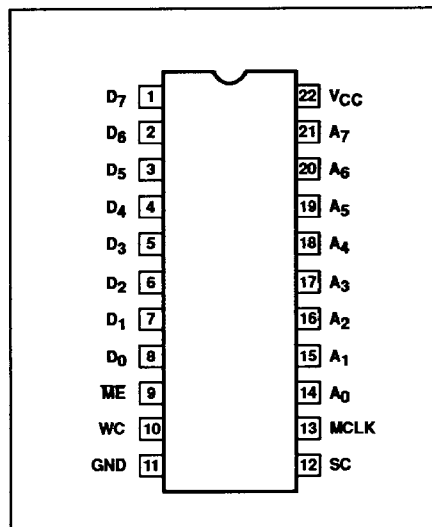 D7 1 22 VCC
D6 2 21 A7
D5 3 20 A6
D4 4 19 A5
D3 5 18 A4
D2 6 17 A3
D1 7 16 A2
D0 8 15 A1
M̅E̅ 9 14 A0
WC 10 13 MCLK
GND 11 12 SC